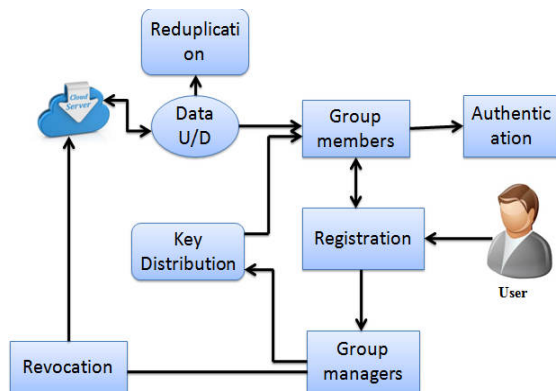 Reduplicati
on
Cloud
Server
Data
U/D
Group
members
Authentic
ation
Key
Distribution
Registration
User
Revocation
Group
managers